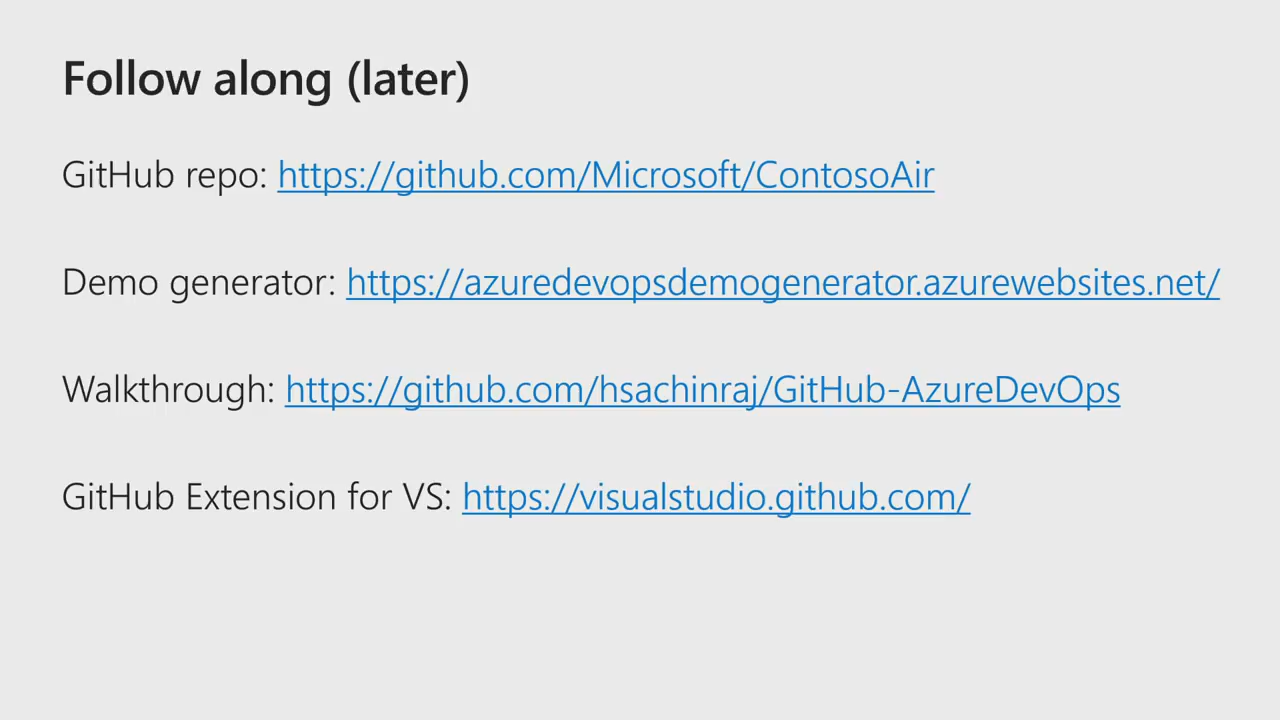 Follow along (later)
GitHub repo: https://github.com/Microsoft/ContosoAir
Demo generator: https://azuredevopsdemogenerator.azurewebsites.net/
Walkthrough: https://github.com/hsachinraj/GitHub-AzureDevOps
GitHub Extension for VS: https://visualstudio.github.com/